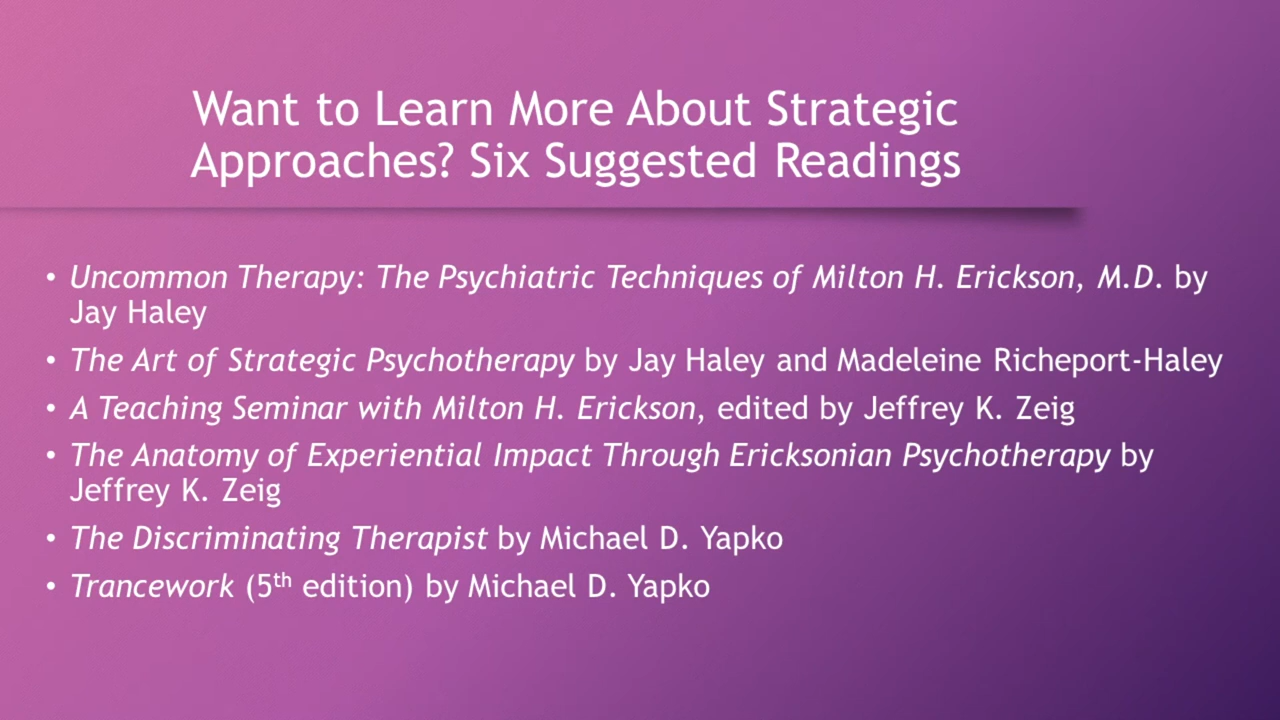 Want to Learn More About Strategic
Approaches? Six Suggested Readings
• Uncommon Therapy: The Psychiatric Techniques of Milton H. Erickson, M.D. by
Jay Haley
• The Art of Strategic Psychotherapy by Jay Haley and Madeleine Richeport-Haley
• A Teaching Seminar with Milton H. Erickson, edited by Jeffrey K. Zeig
• The Anatomy of Experiential Impact Through Ericksonian Psychotherapy by
Jeffrey K. Zeig
• The Discriminating Therapist by Michael D. Yapko
• Trancework (5th edition) by Michael D. Yapko